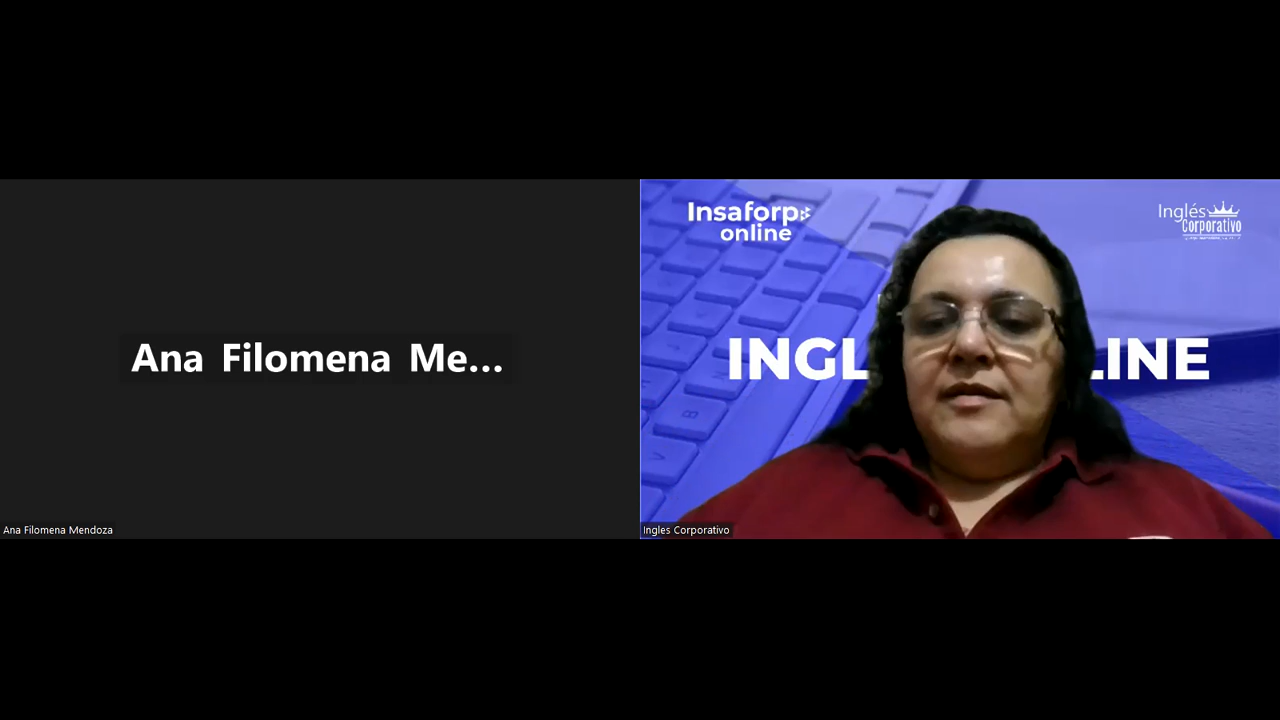 Ana Filomena Me...
Ana Filomena Mendoza
Insaforp
online
Inglés
Corporativo
INGL
LINE
Ingles Corporativo